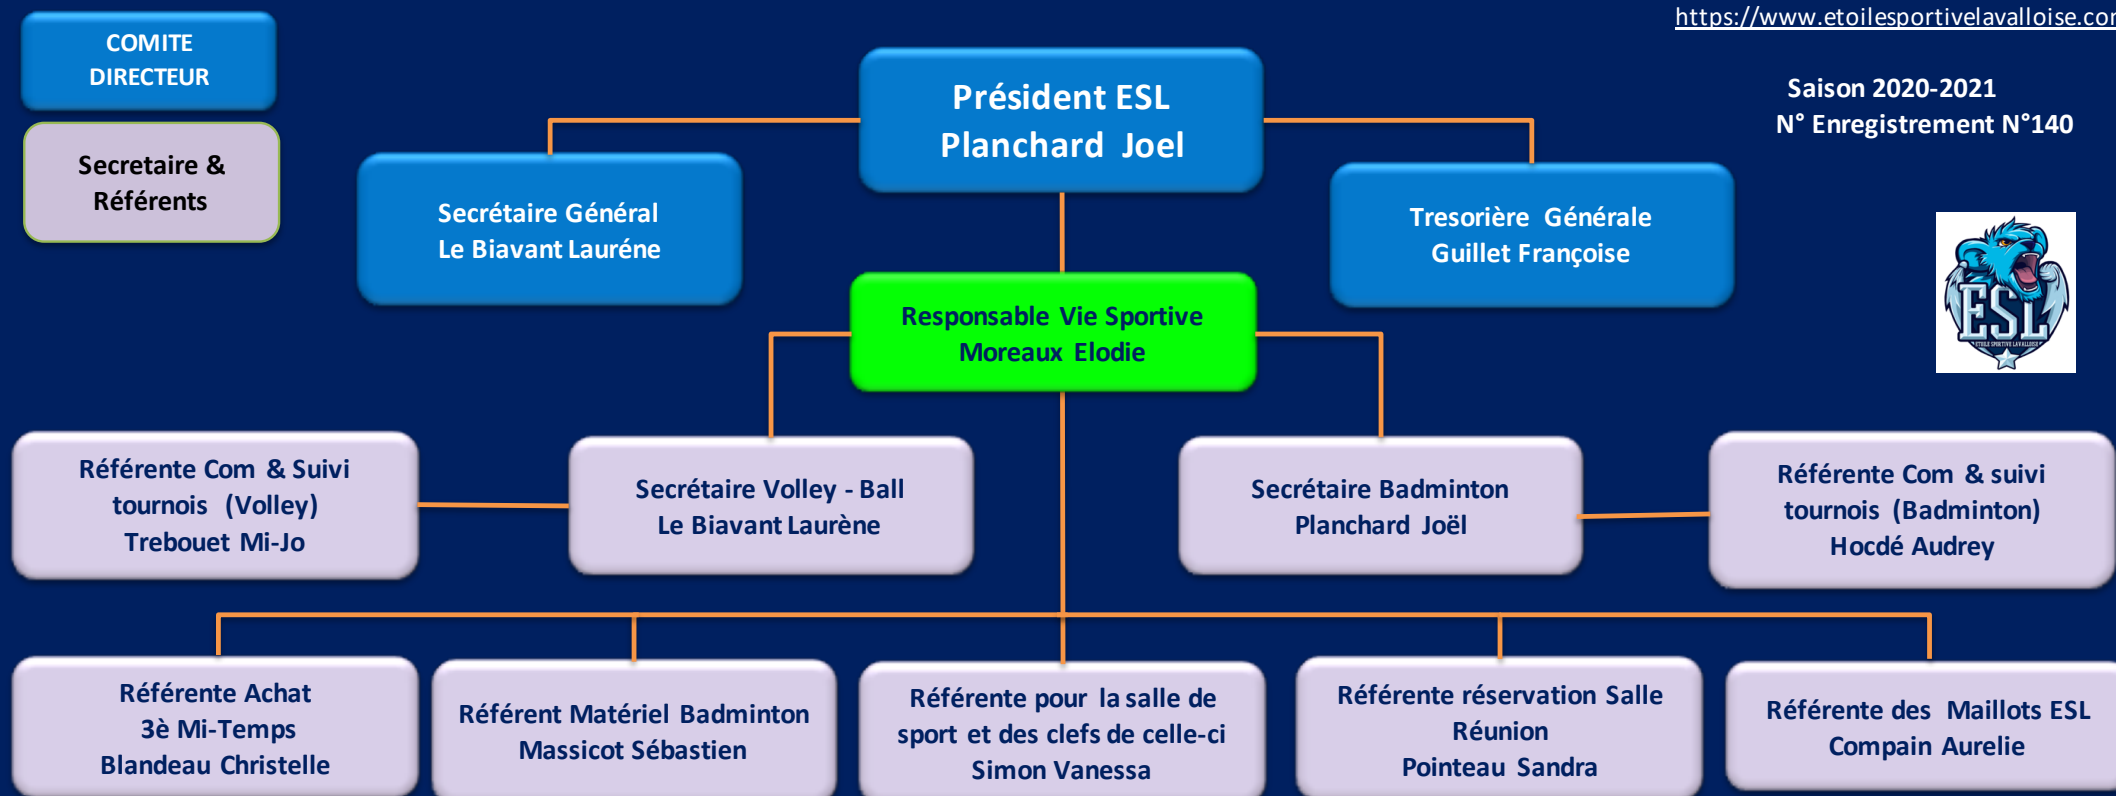 https://www.etoilesportivelavalloise.com
COMITE
DIRECTEUR
Secretaire &
Référents
Président ESL
Planchard Joel
Saison 2020-2021
N° Enregistrement N°140
Secrétaire Général
Le Biavant Lauréne
Tresorière Générale
Guillet Françoise
ESL
ETOILE SPORTIVE LAVALLOISE
Responsable Vie Sportive
Moreaux Elodie
Référente Com & Suivi
tournois (Volley)
Trebouet Mi-Jo
Secrétaire Volley - Ball
Le Biavant Laurène
Secrétaire Badminton
Planchard Joël
Référente Com & suivi
tournois (Badminton)
Hocdé Audrey
Référente Achat
3è Mi-Temps
Blandeau Christelle
Référent Matériel Badminton
Massicot Sébastien
Référente pour la salle de
sport et des clefs de celle-ci
Simon Vanessa
Référente réservation Salle
Réunion
Pointeau Sandra
Référente des Maillots ESL
Compain Aurelie